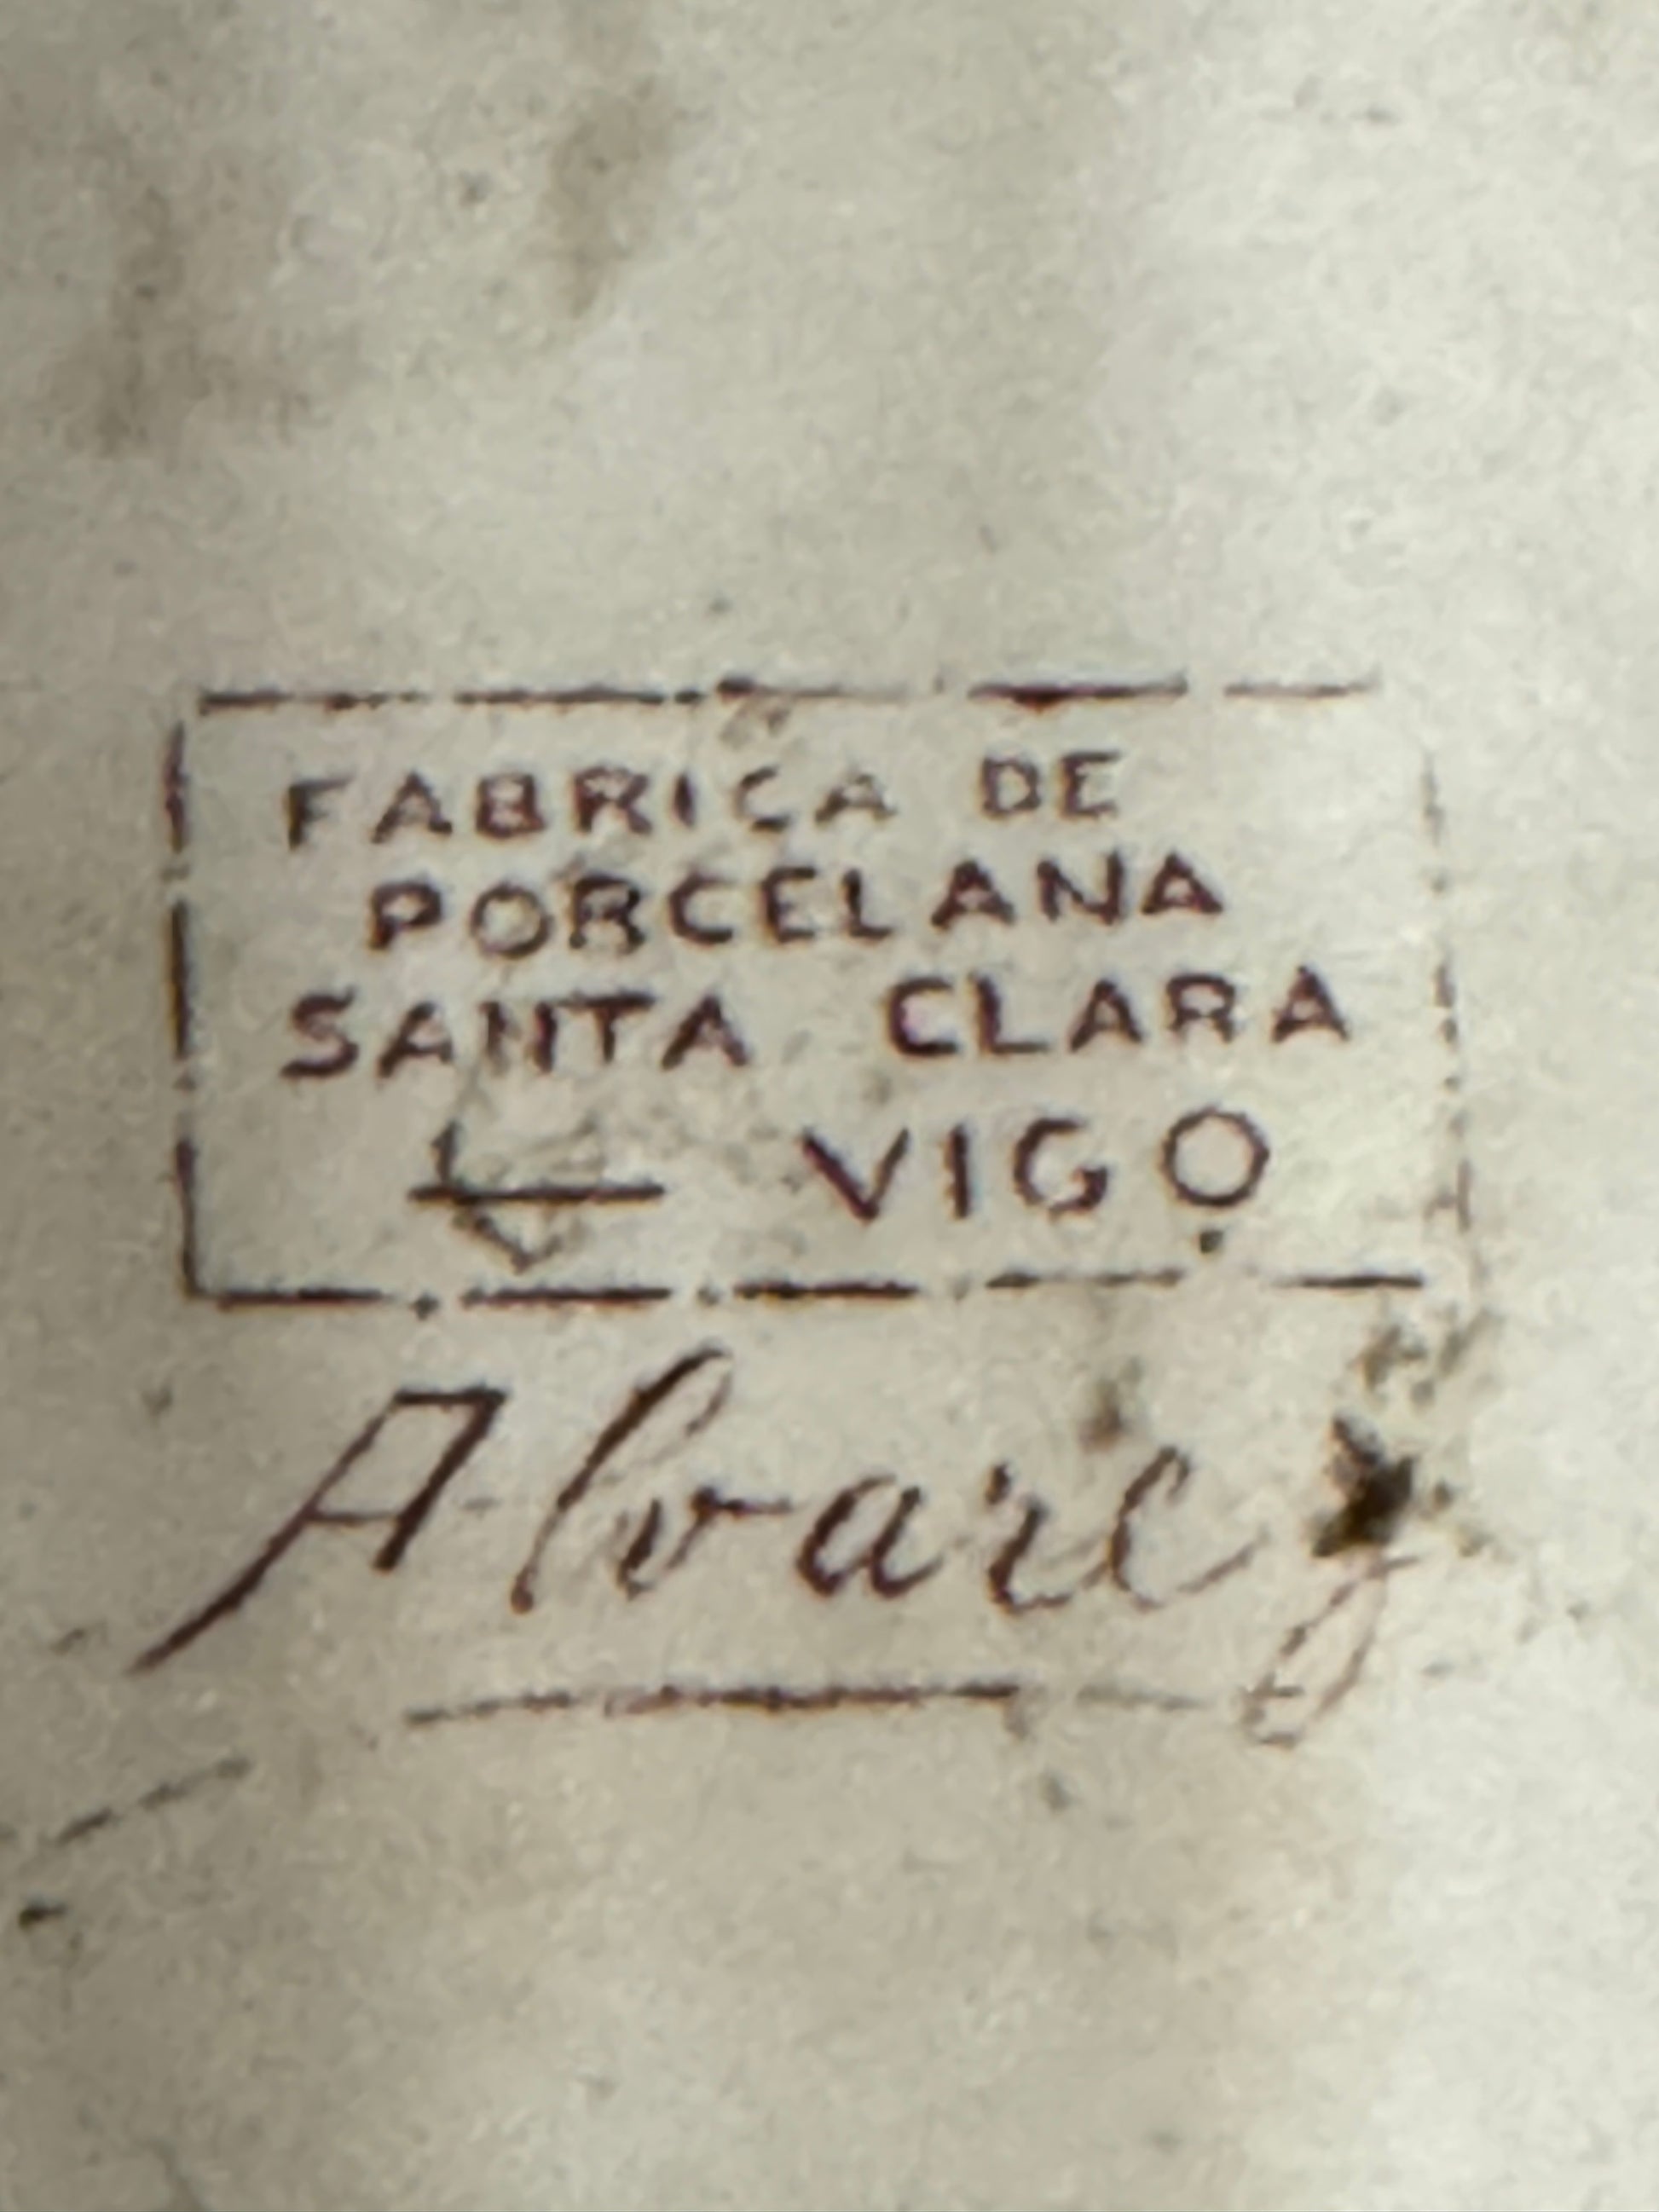 FABRICA DE
PORCELANA
SANTA CLARA
VIGO
Alvarez